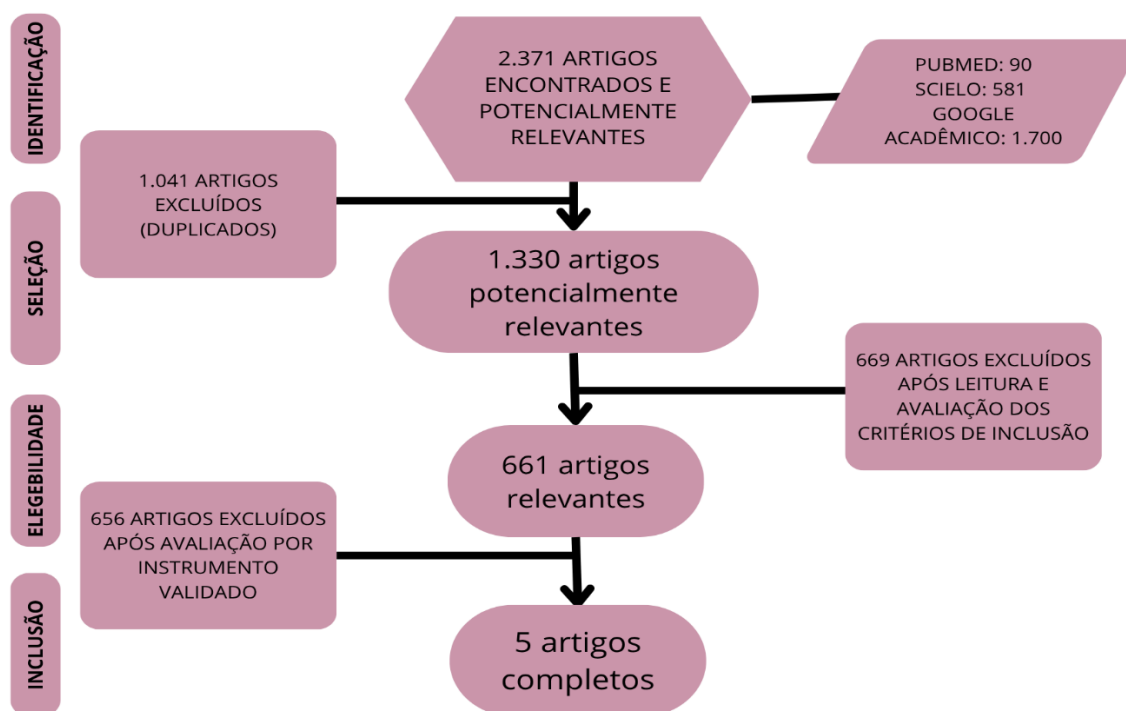 IDENTIFICAÇÃO
2.371 ARTIGOS
ENCONTRADOS E
POTENCIALMENTE
RELEVANTES
PUBMED: 90
SCIELO: 581
GOOGLE
ACADÊMICO: 1.700
1.041 ARTIGOS
EXCLUÍDOS
(DUPLICADOS)
SELEÇÃO
1.330 artigos
potencialmente
relevantes
669 ARTIGOS EXCLUÍDOS
APÓS LEITURA E
AVALIAÇÃO DOS
CRITÉRIOS DE INCLUSÃO
ELEGEBILIDADE
661 artigos
relevantes
656 ARTIGOS EXCLUÍDOS
APÓS AVALIAÇÃO POR
INSTRUMENTO
VALIDADO
INCLUSÃO
5 artigos
completos